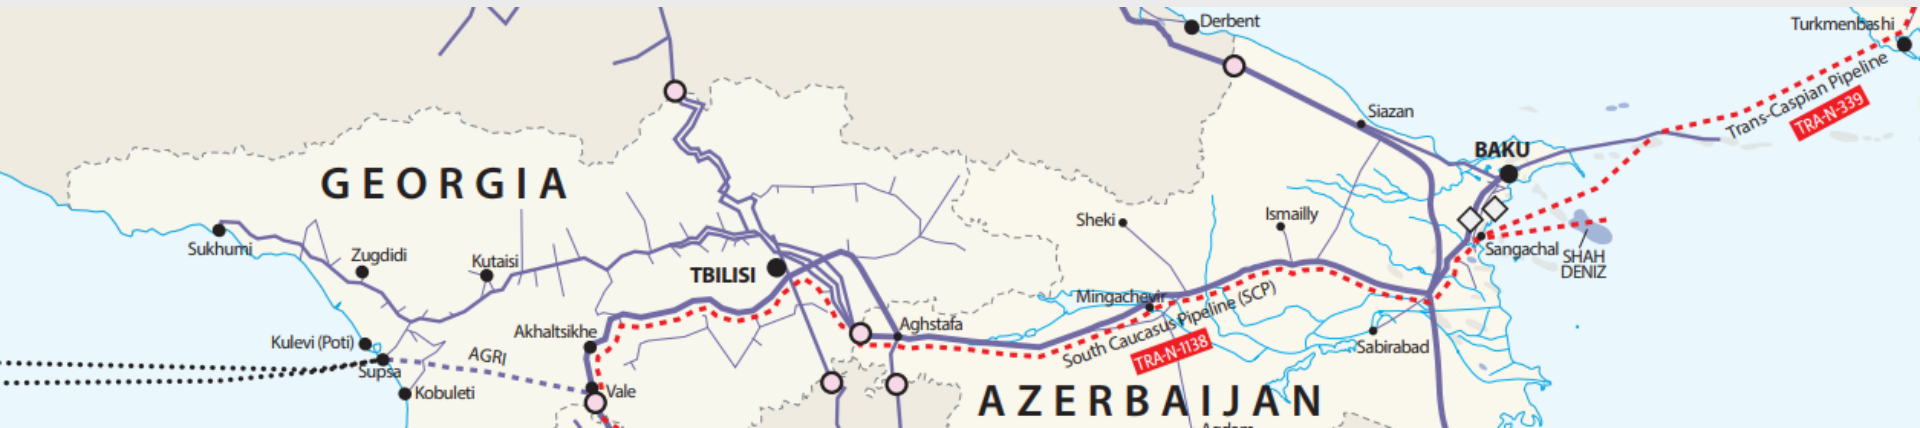 Derbent
Turkmenbashi
Trans-Caspian Pipeline
TRA-N-339
Siazan
BAKU
GEORGIA
Sheki
Ismailly
Sukhumi
Zugdidi
Kutaisi
TBILISI
Sangachal
SHAH
DENIZ
Mingachevir
South Caucasus Pipeline (SCP)
TRA-N-1138
Aghstafa
Akhaltsikhe
Kulevi (Poti)
AGRI
Supsa
Sabirabad
Kobuleti
Vale
AZERBAIJAN